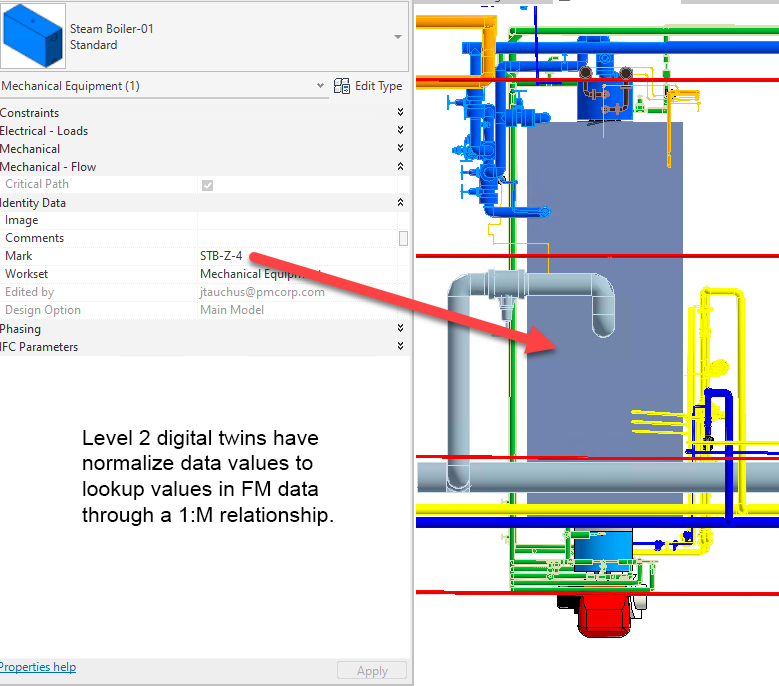 Steam Boiler-01
Standard
Mechanical Equipment (1)
Edit Type
Constraints
Electrical - Loads
Mechanical
Mechanical - Flow
Critical Path
Identity Data
Image
Comments
Mark STB-Z-4
Workset Mechanical Equipment
Edited by jtauchus@pmcorp.com
Design Option Main Model
Phasing
IFC Parameters
Level 2 digital twins have
normalize data values to
lookup values in FM data
through a 1:M relationship.
Properties help
Apply